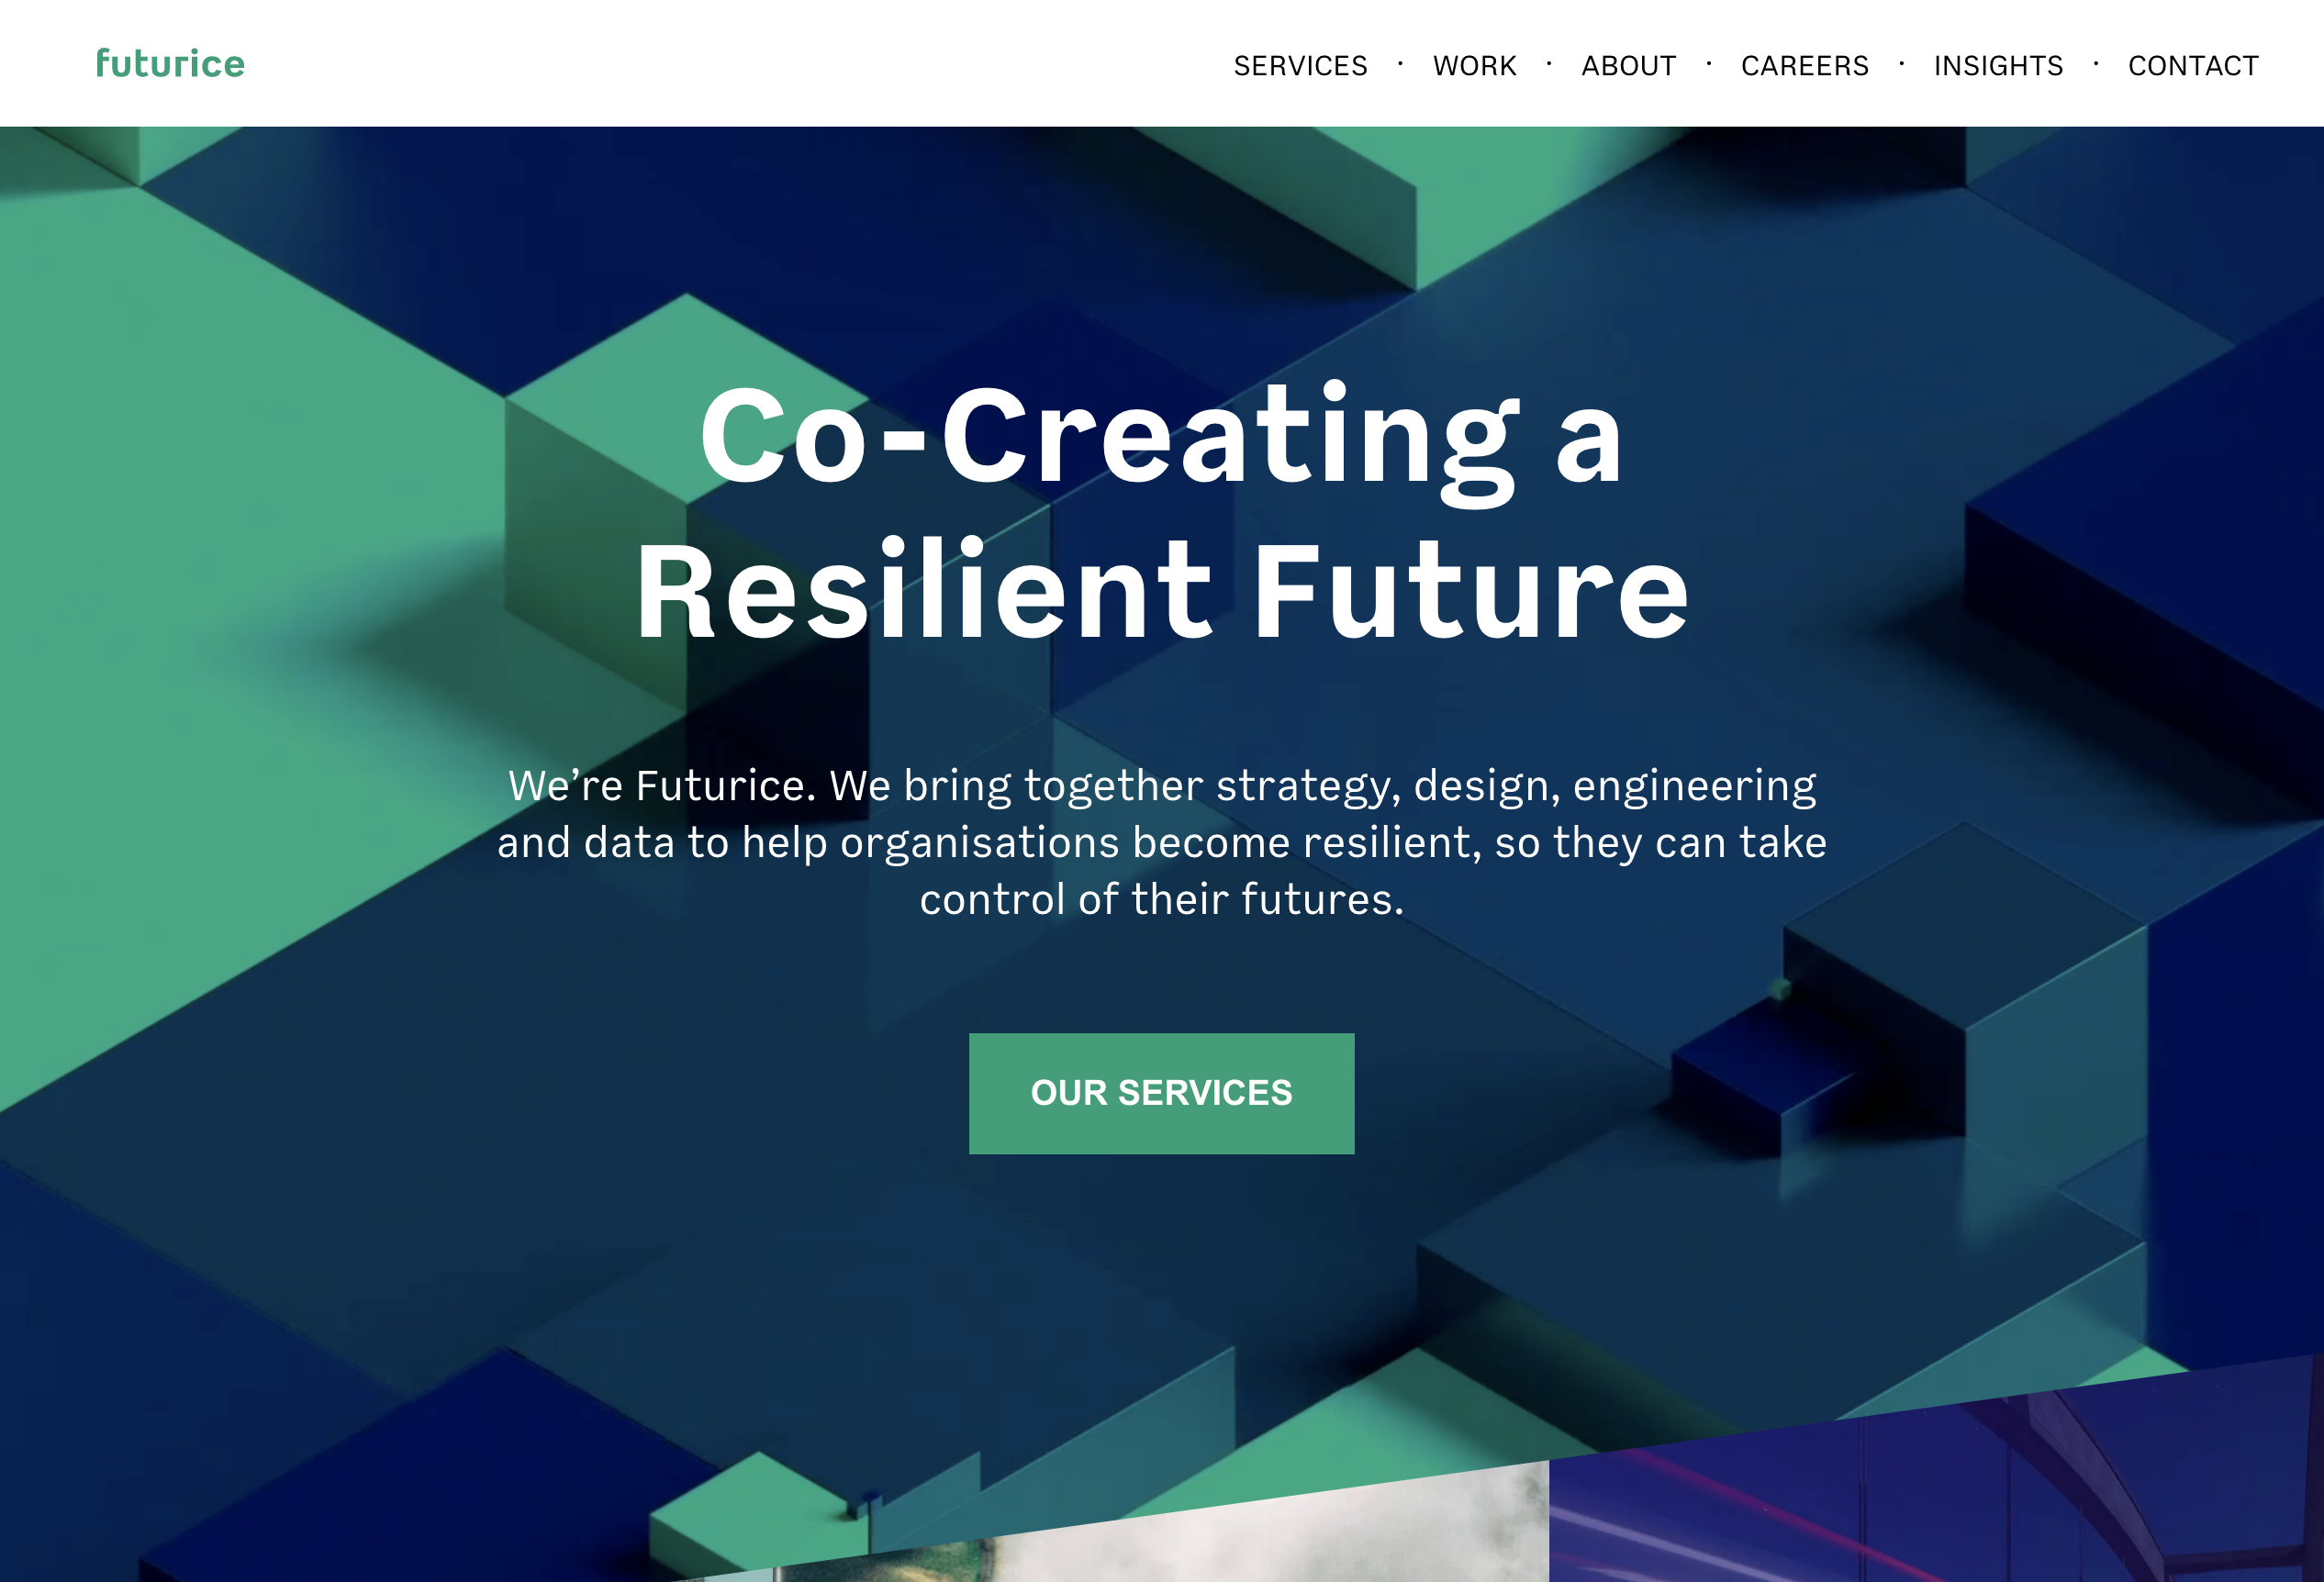 futurice
SERVICES · WORK · ABOUT · CAREERS · INSIGHTS · CONTACT
Co-Creating a
Resilient Future
We’re Futurice. We bring together strategy, design, engineering
and data to help organisations become resilient, so they can take
control of their futures.
OUR SERVICES